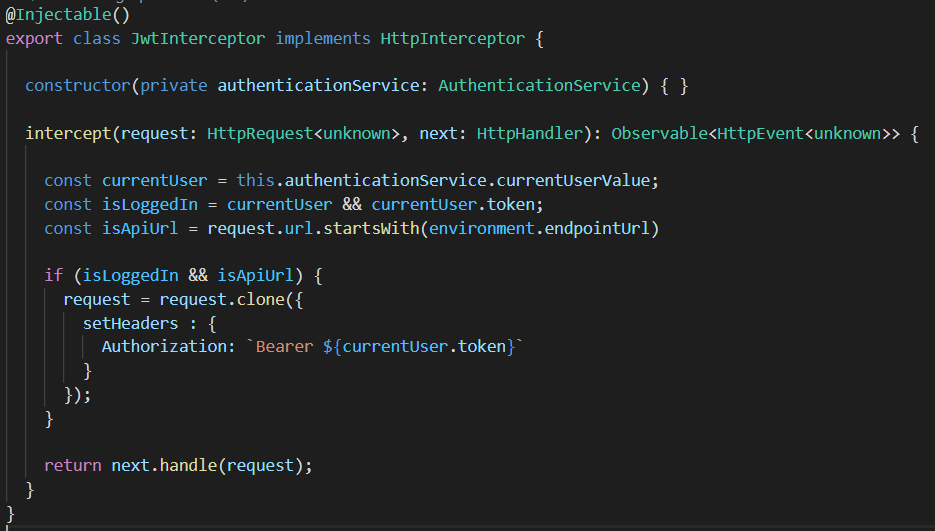 @Injectable()
export class JwtInterceptor implements HttpInterceptor {
constructor(private authenticationService: AuthenticationService) { }
intercept(request: HttpRequest<unknown>, next: HttpHandler): Observable<HttpEvent<unknown>> {
const currentUser = this.authenticationService.currentUserValue;
const isLoggedIn = currentUser && currentUser.token;
const isApiUrl = request.url.startsWith(environment.endpointUrl)
if (isLoggedIn && isApiUrl) {
request = request.clone({
setHeaders : {
Authorization: `Bearer ${currentUser.token}`
}
});
}
return next.handle(request);
}
}